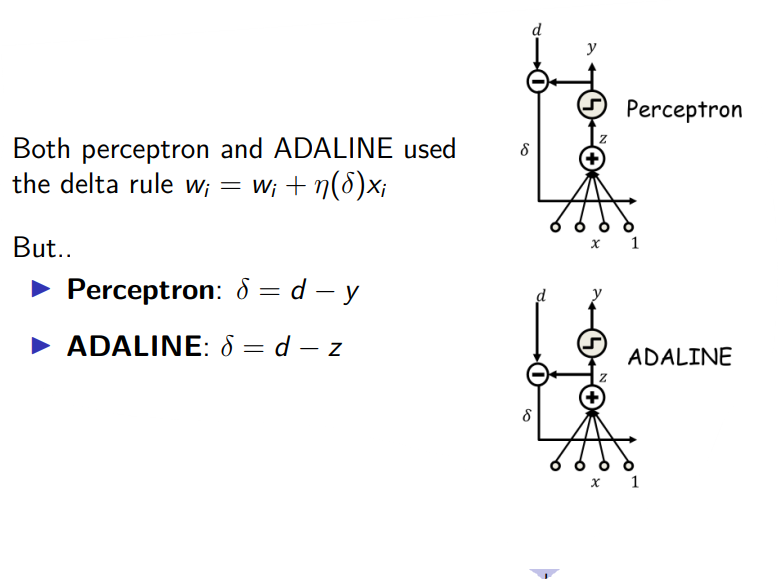 Both perceptron and ADALINE used
the delta rule wᵢ = wᵢ + η(δ)xᵢ
But..
▶ Perceptron: δ = d − y
▶ ADALINE: δ = d − z
d
y
Perceptron
z
δ
x 1
d y
ADALINE
z
δ
x 1